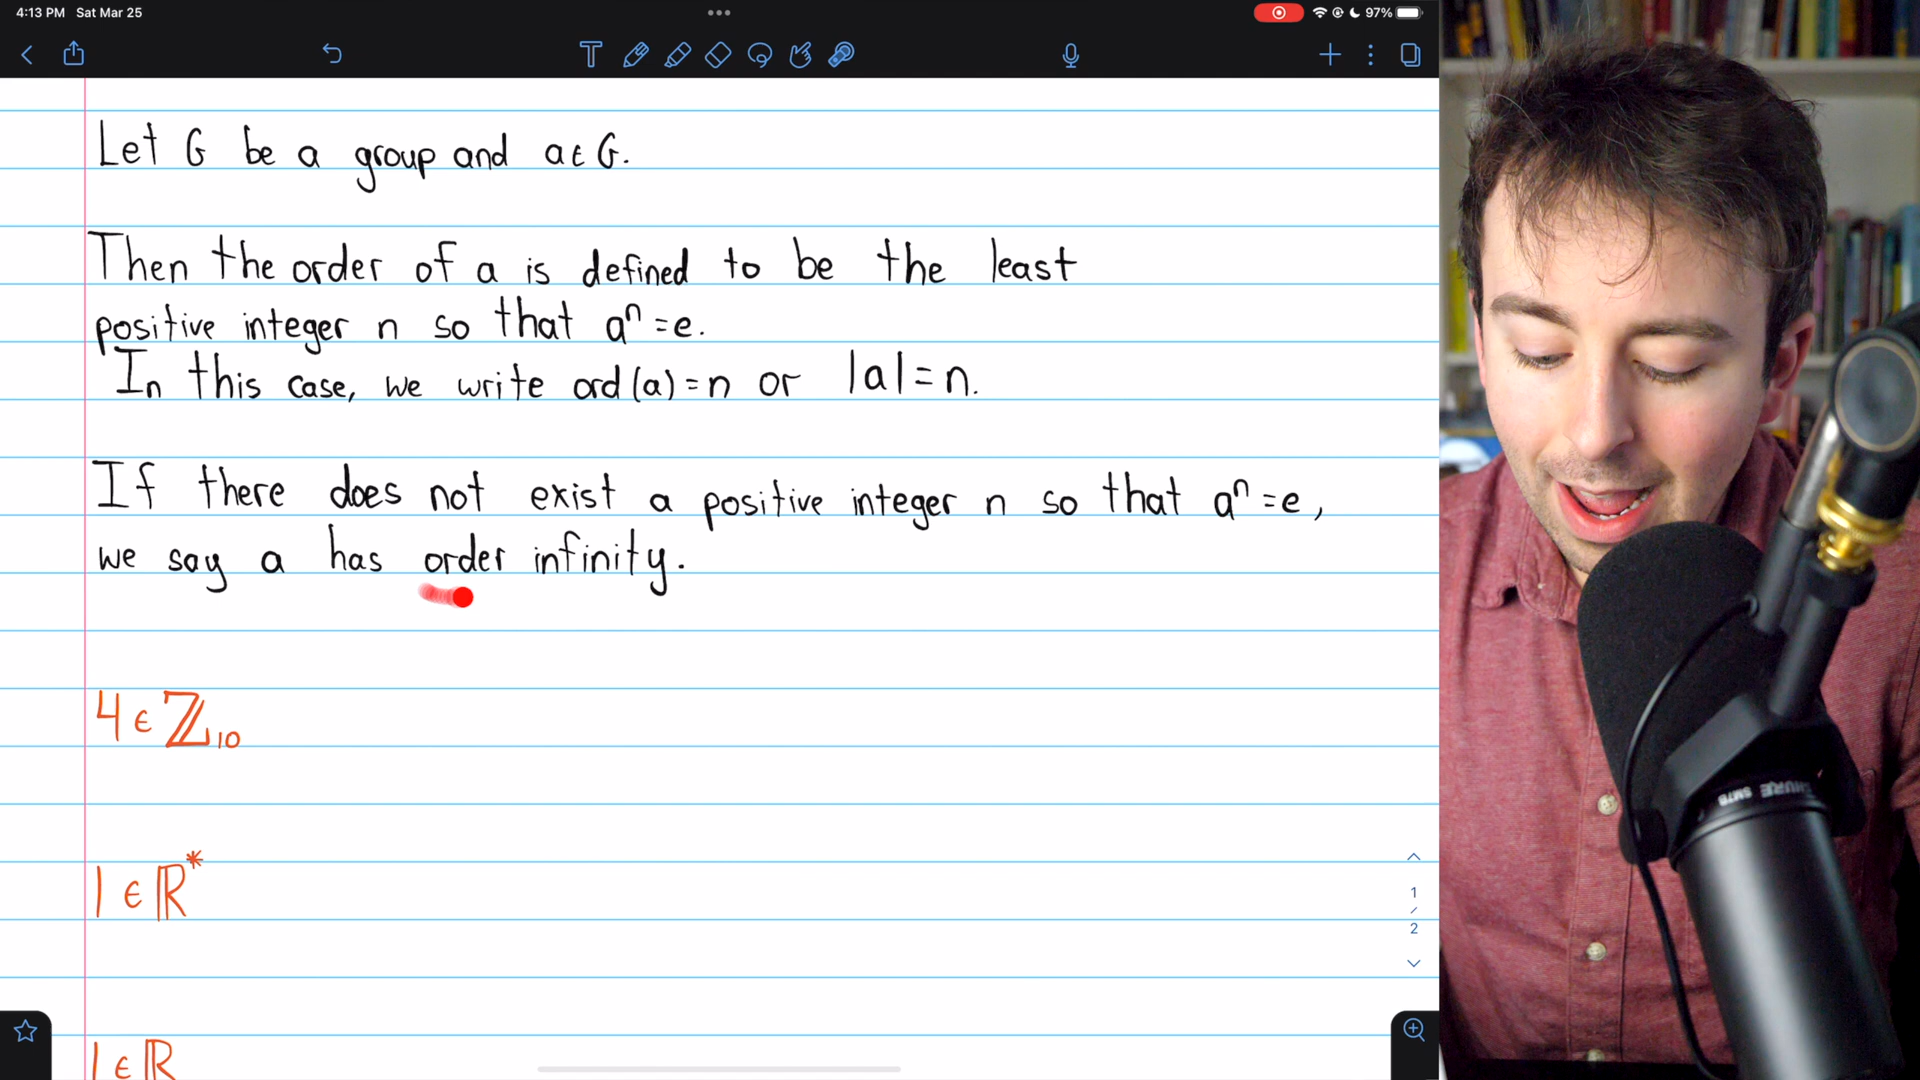 4:13 PM Sat Mar 25
97%
Let G be a group and a ∈ G.
Then the order of a is defined to be the least
positive integer n so that aⁿ = e.
In this case, we write ord(a) = n or |a| = n.
If there does not exist a positive integer n so that aⁿ = e,
we say a has order infinity.
4 ∈ ℤ₁₀
1 ∈ ℝ*
1 ∈ ℝ
1
/
2
SHURE SM7B